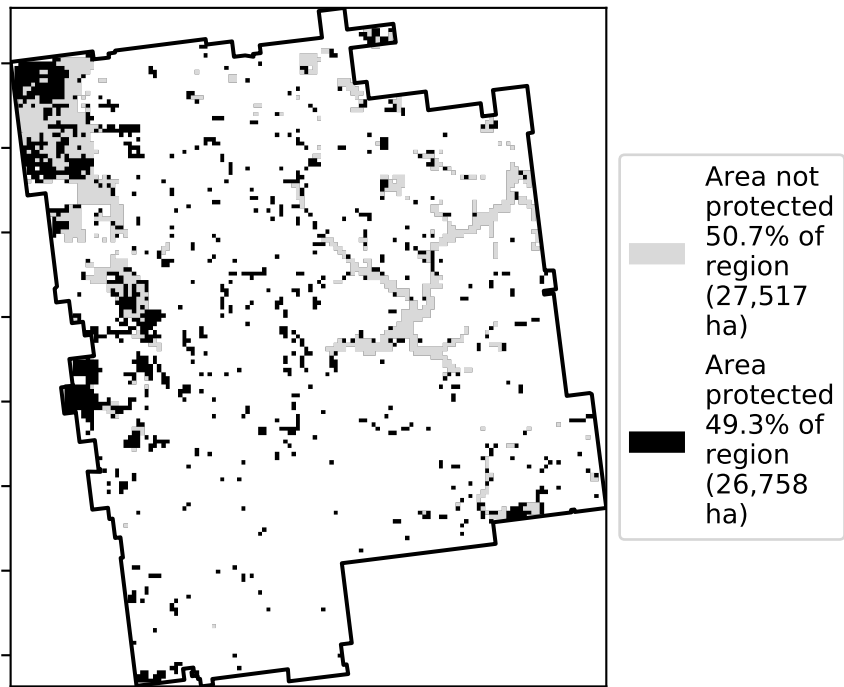 Area not
protected
50.7% of
region
(27,517
ha)
Area
protected
49.3% of
region
(26,758
ha)